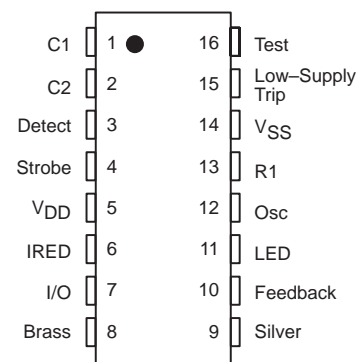 C1 1 16 Test
C2 2 15 Low–Supply Trip
Detect 3 14 VSS
Strobe 4 13 R1
VDD 5 12 Osc
IRED 6 11 LED
I/O 7 10 Feedback
Brass 8 9 Silver